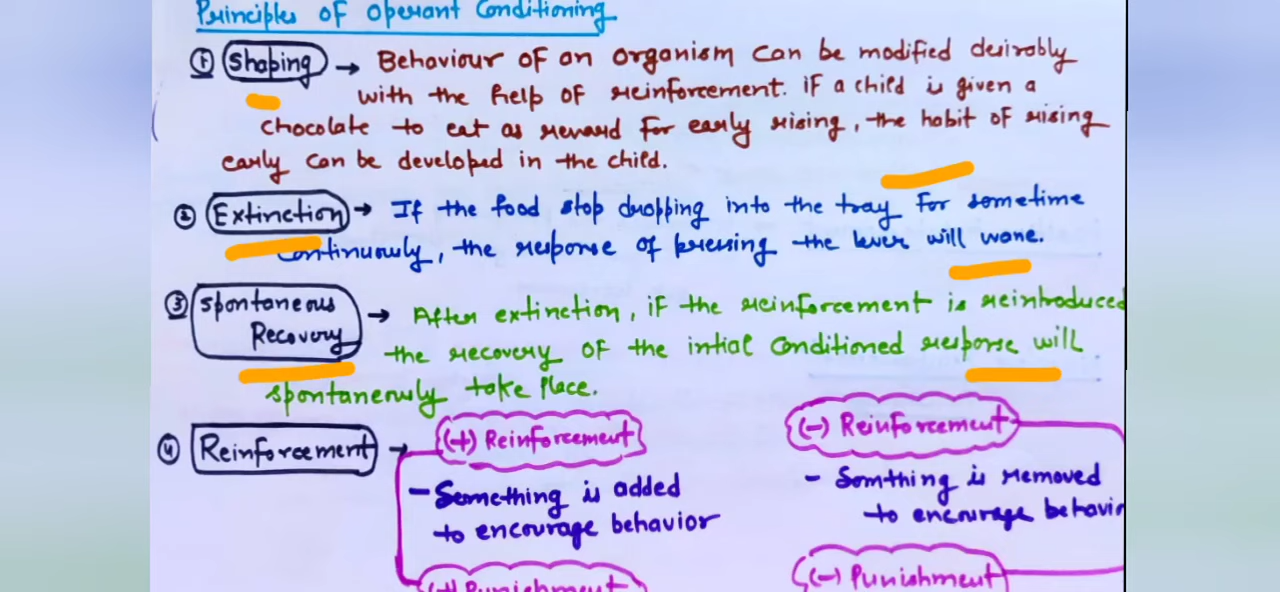 Principles of Operant Conditioning
① Shaping → Behaviour of an organism can be modified desirably
with the help of reinforcement. If a child is given a
chocolate to eat as reward for early rising, the habit of rising
early can be developed in the child.
② Extinction → If the food stop dropping into the tray for sometime
continuously, the response of pressing the lever will wane.
③ Spontaneous Recovery → After extinction, if the reinforcement is reintroduced
the recovery of the intial conditioned response will
spontaneously take place.
④ Reinforcement → (+) Reinforcement (-) Reinforcement
- Something is added - Somthing is removed
to encourage behavior to encourage behavior
(+) Punishment (-) Punishment